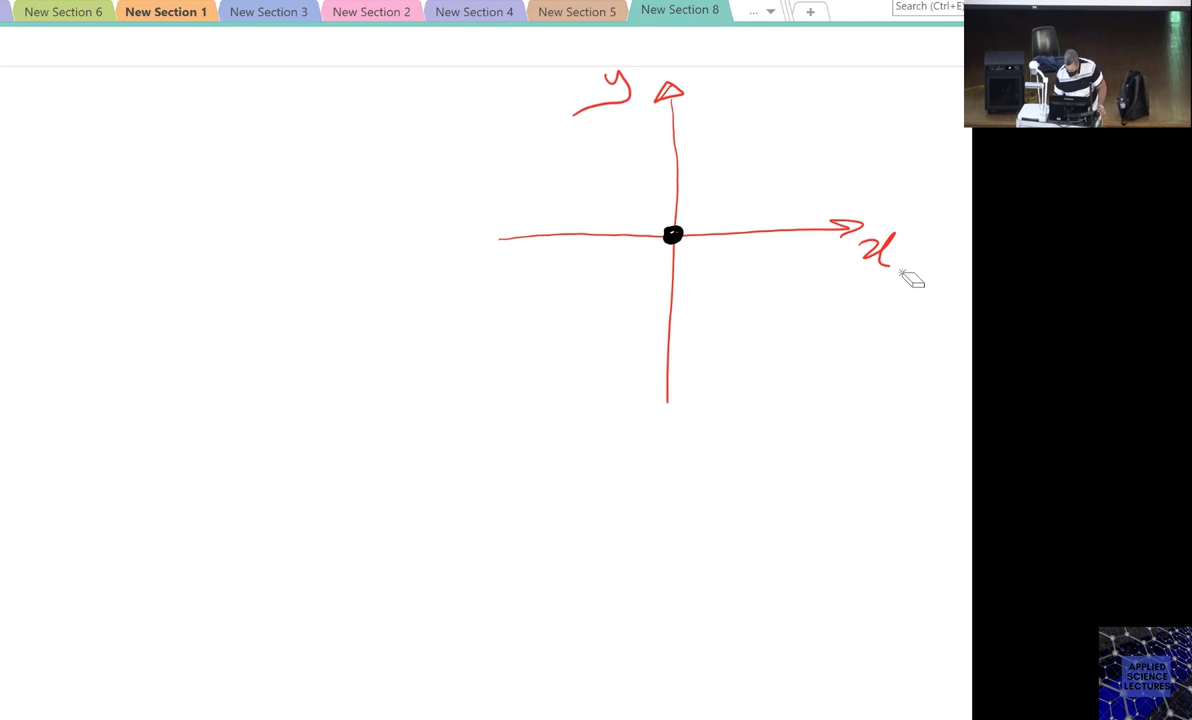 New Section 6 New Section 1 New Section 3 New Section 2 New Section 4 New Section 5 New Section 8 ... + Search (Ctrl+E)
y
x
APPLIED
SCIENCE
LECTURES